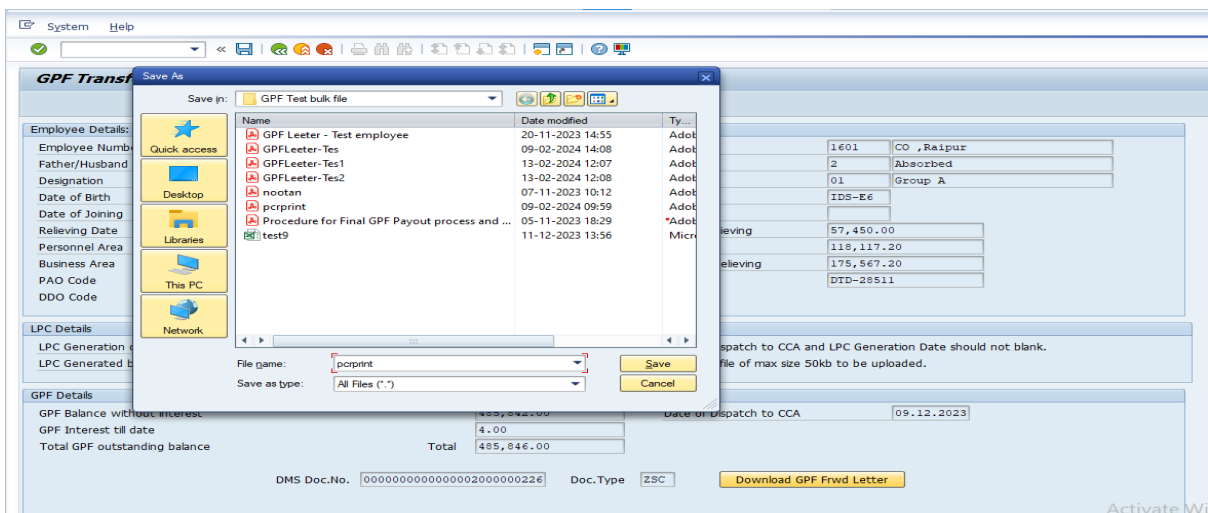 System Help
GPF Transf
Save As
Save in: GPF Test bulk file
Name Date modified Ty...
GPF Leeter - Test employee 20-11-2023 14:55 Adob
GPFLeeter-Tes 09-02-2024 14:08 Adob
GPFLeeter-Tes1 13-02-2024 12:07 Adob
GPFLeeter-Tes2 13-02-2024 12:08 Adob
nootan 07-11-2023 10:12 Adob
pcrprint 09-02-2024 09:59 Adob
Procedure for Final GPF Payout process and ... 05-11-2023 18:29 Adob
test9 11-12-2023 13:56 Micr
Quick access
Desktop
Libraries
This PC
Network
File name: pcrprint Save
Save as type: All Files (*.*) Cancel
Employee Details:
Employee Numb 1601 CO ,Raipur
Father/Husband 2 Absorbed
Designation 01 Group A
Date of Birth IDS-E6
Date of Joining
Relieving Date ieving 57,450.00
Personnel Area 118,117.20
Business Area elieving 175,567.20
PAO Code DTD-28511
DDO Code
LPC Details
LPC Generation spatch to CCA and LPC Generation Date should not blank.
LPC Generated b file of max size 50kb to be uploaded.
GPF Details
GPF Balance without interest 485,842.00 Date of Dispatch to CCA 09.12.2023
GPF Interest till date 4.00
Total GPF outstanding balance Total 485,846.00
DMS Doc.No. 0000000000000002000000226 Doc.Type ZSC Download GPF Frwd Letter
Activate Wi